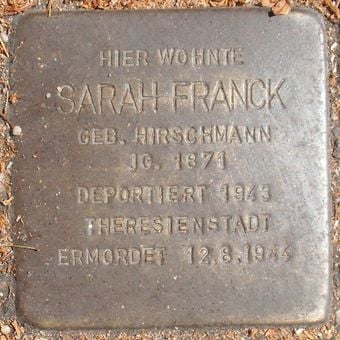 HIER WOHNTE
SARAH FRANCK
GEB. HIRSCHMANN
JG. 1871
DEPORTIERT 1943
THERESIENSTADT
ERMORDET 12.8.1944